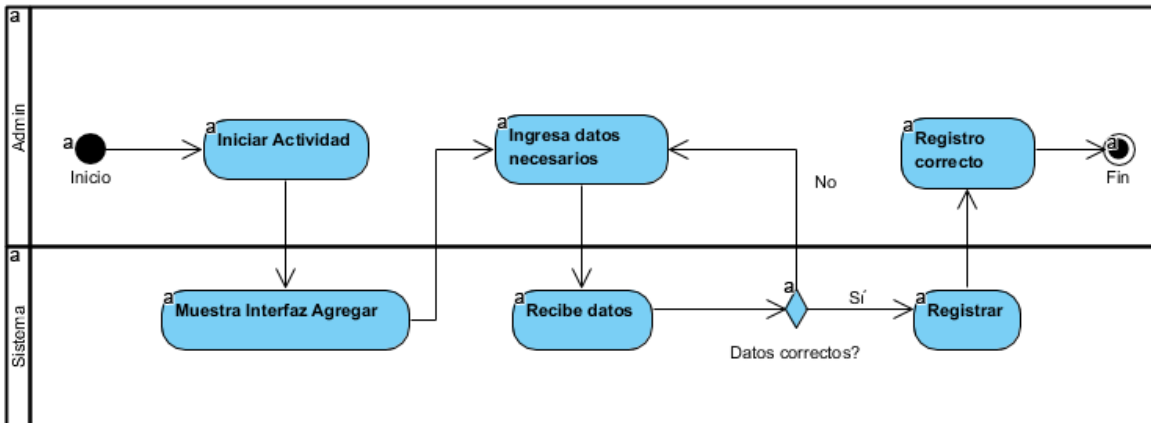 a
Admin
a
Inicio
a
Iniciar Actividad
a
Ingresa datos
necesarios
No
a
Registro
correcto
a
Fin
a
Sistema
a
Muestra Interfaz Agregar
a
Recibe datos
a
Datos correctos?
Sí
a
Registrar